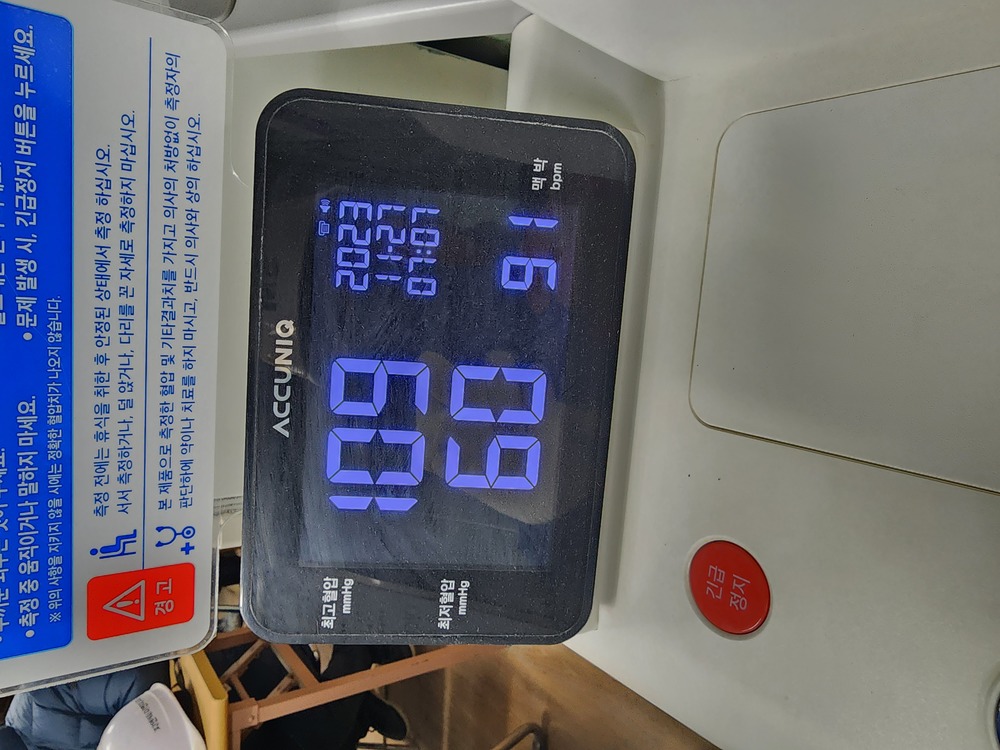 • 측정 중 움직이거나 말하지 마세요. • 문제 발생 시, 긴급정지 버튼을 누르세요.
※ 위의 사항을 지키지 않을 시에는 정확한 혈압치가 나오지 않습니다.
경고
측정 전에는 휴식을 취한 후 안정된 상태에서 측정 하십시오.
서서 측정하거나, 덜 앉거나, 다리를 꼰 자세로 측정하지 마십시오.
본 제품으로 측정한 혈압 및 기타결과치를 가지고 의사의 처방없이 측정자의
판단하에 약이나 치료를 하지 마시고, 반드시 의사와 상의 하십시오.
ACCUNIQ
최고혈압
mmHg
109
2023
11-27
07:07
최저혈압
mmHg
60
맥박
bpm
91
긴급
정지